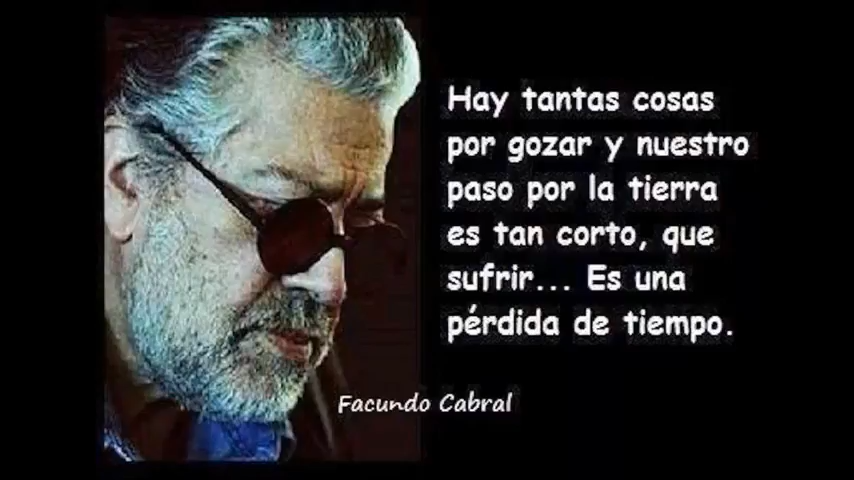 Hay tantas cosas
por gozar y nuestro
paso por la tierra
es tan corto, que
sufrir... Es una
pérdida de tiempo.
Facundo Cabral